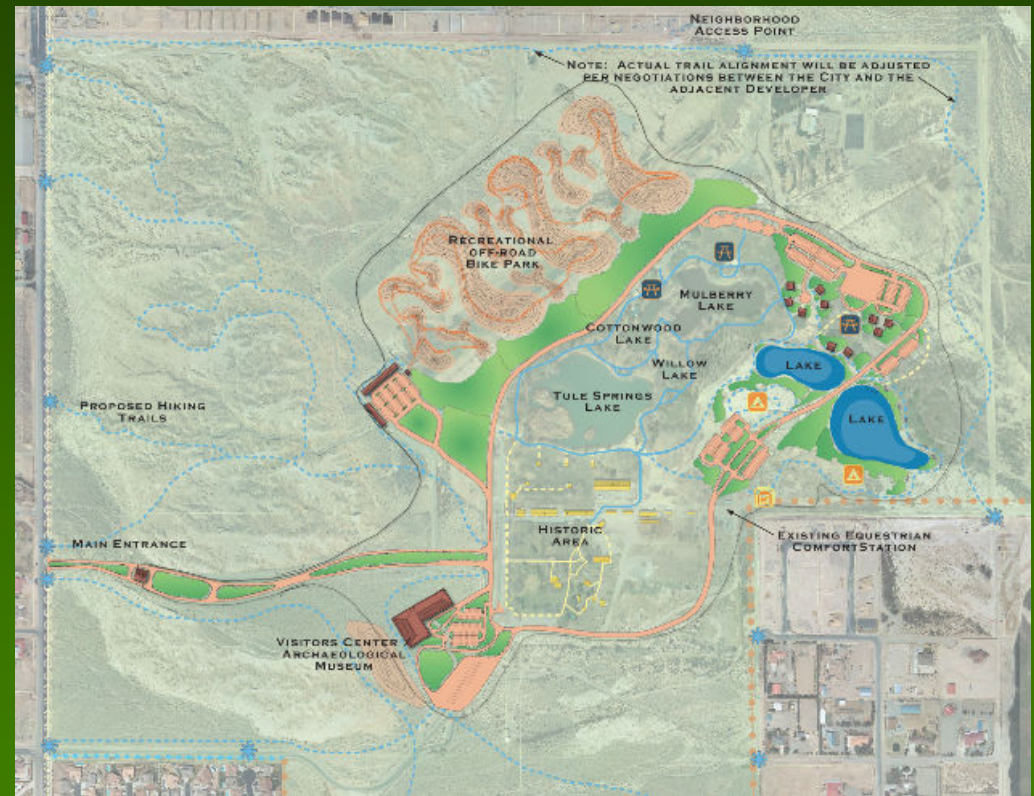 NEIGHBORHOOD
ACCESS POINT
NOTE: ACTUAL TRAIL ALIGNMENT WILL BE ADJUSTED
PER NEGOTIATIONS BETWEEN THE CITY AND THE
ADJACENT DEVELOPER
RECREATIONAL
OFF-ROAD
BIKE PARK
MULBERRY
LAKE
COTTONWOOD
LAKE
WILLOW
LAKE
LAKE
TULE SPRINGS
LAKE
LAKE
PROPOSED HIKING
TRAILS
HISTORIC
AREA
MAIN ENTRANCE
EXISTING EQUESTRIAN
COMFORTSTATION
VISITORS CENTER
ARCHAEOLOGICAL
MUSEUM